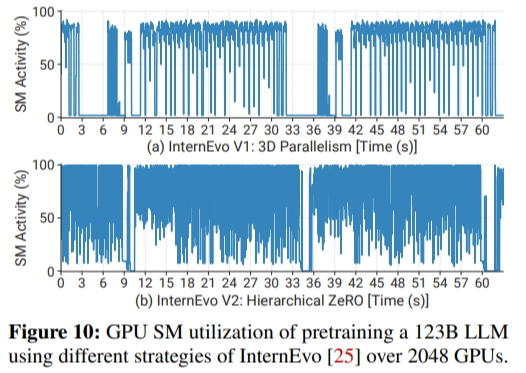 100
50
0
SM Activity (%)
0 3 6 9 12 15 18 21 24 27 30 33 36 39 42 45 48 51 54 57 60
(a) InternEvo V1: 3D Parallelism [Time (s)]
100
50
0
SM Activity (%)
0 3 6 9 12 15 18 21 24 27 30 33 36 39 42 45 48 51 54 57 60
(b) InternEvo V2: Hierarchical ZeRO [Time (s)]
Figure 10: GPU SM utilization of pretraining a 123B LLM
using different strategies of InternEvo [25] over 2048 GPUs.